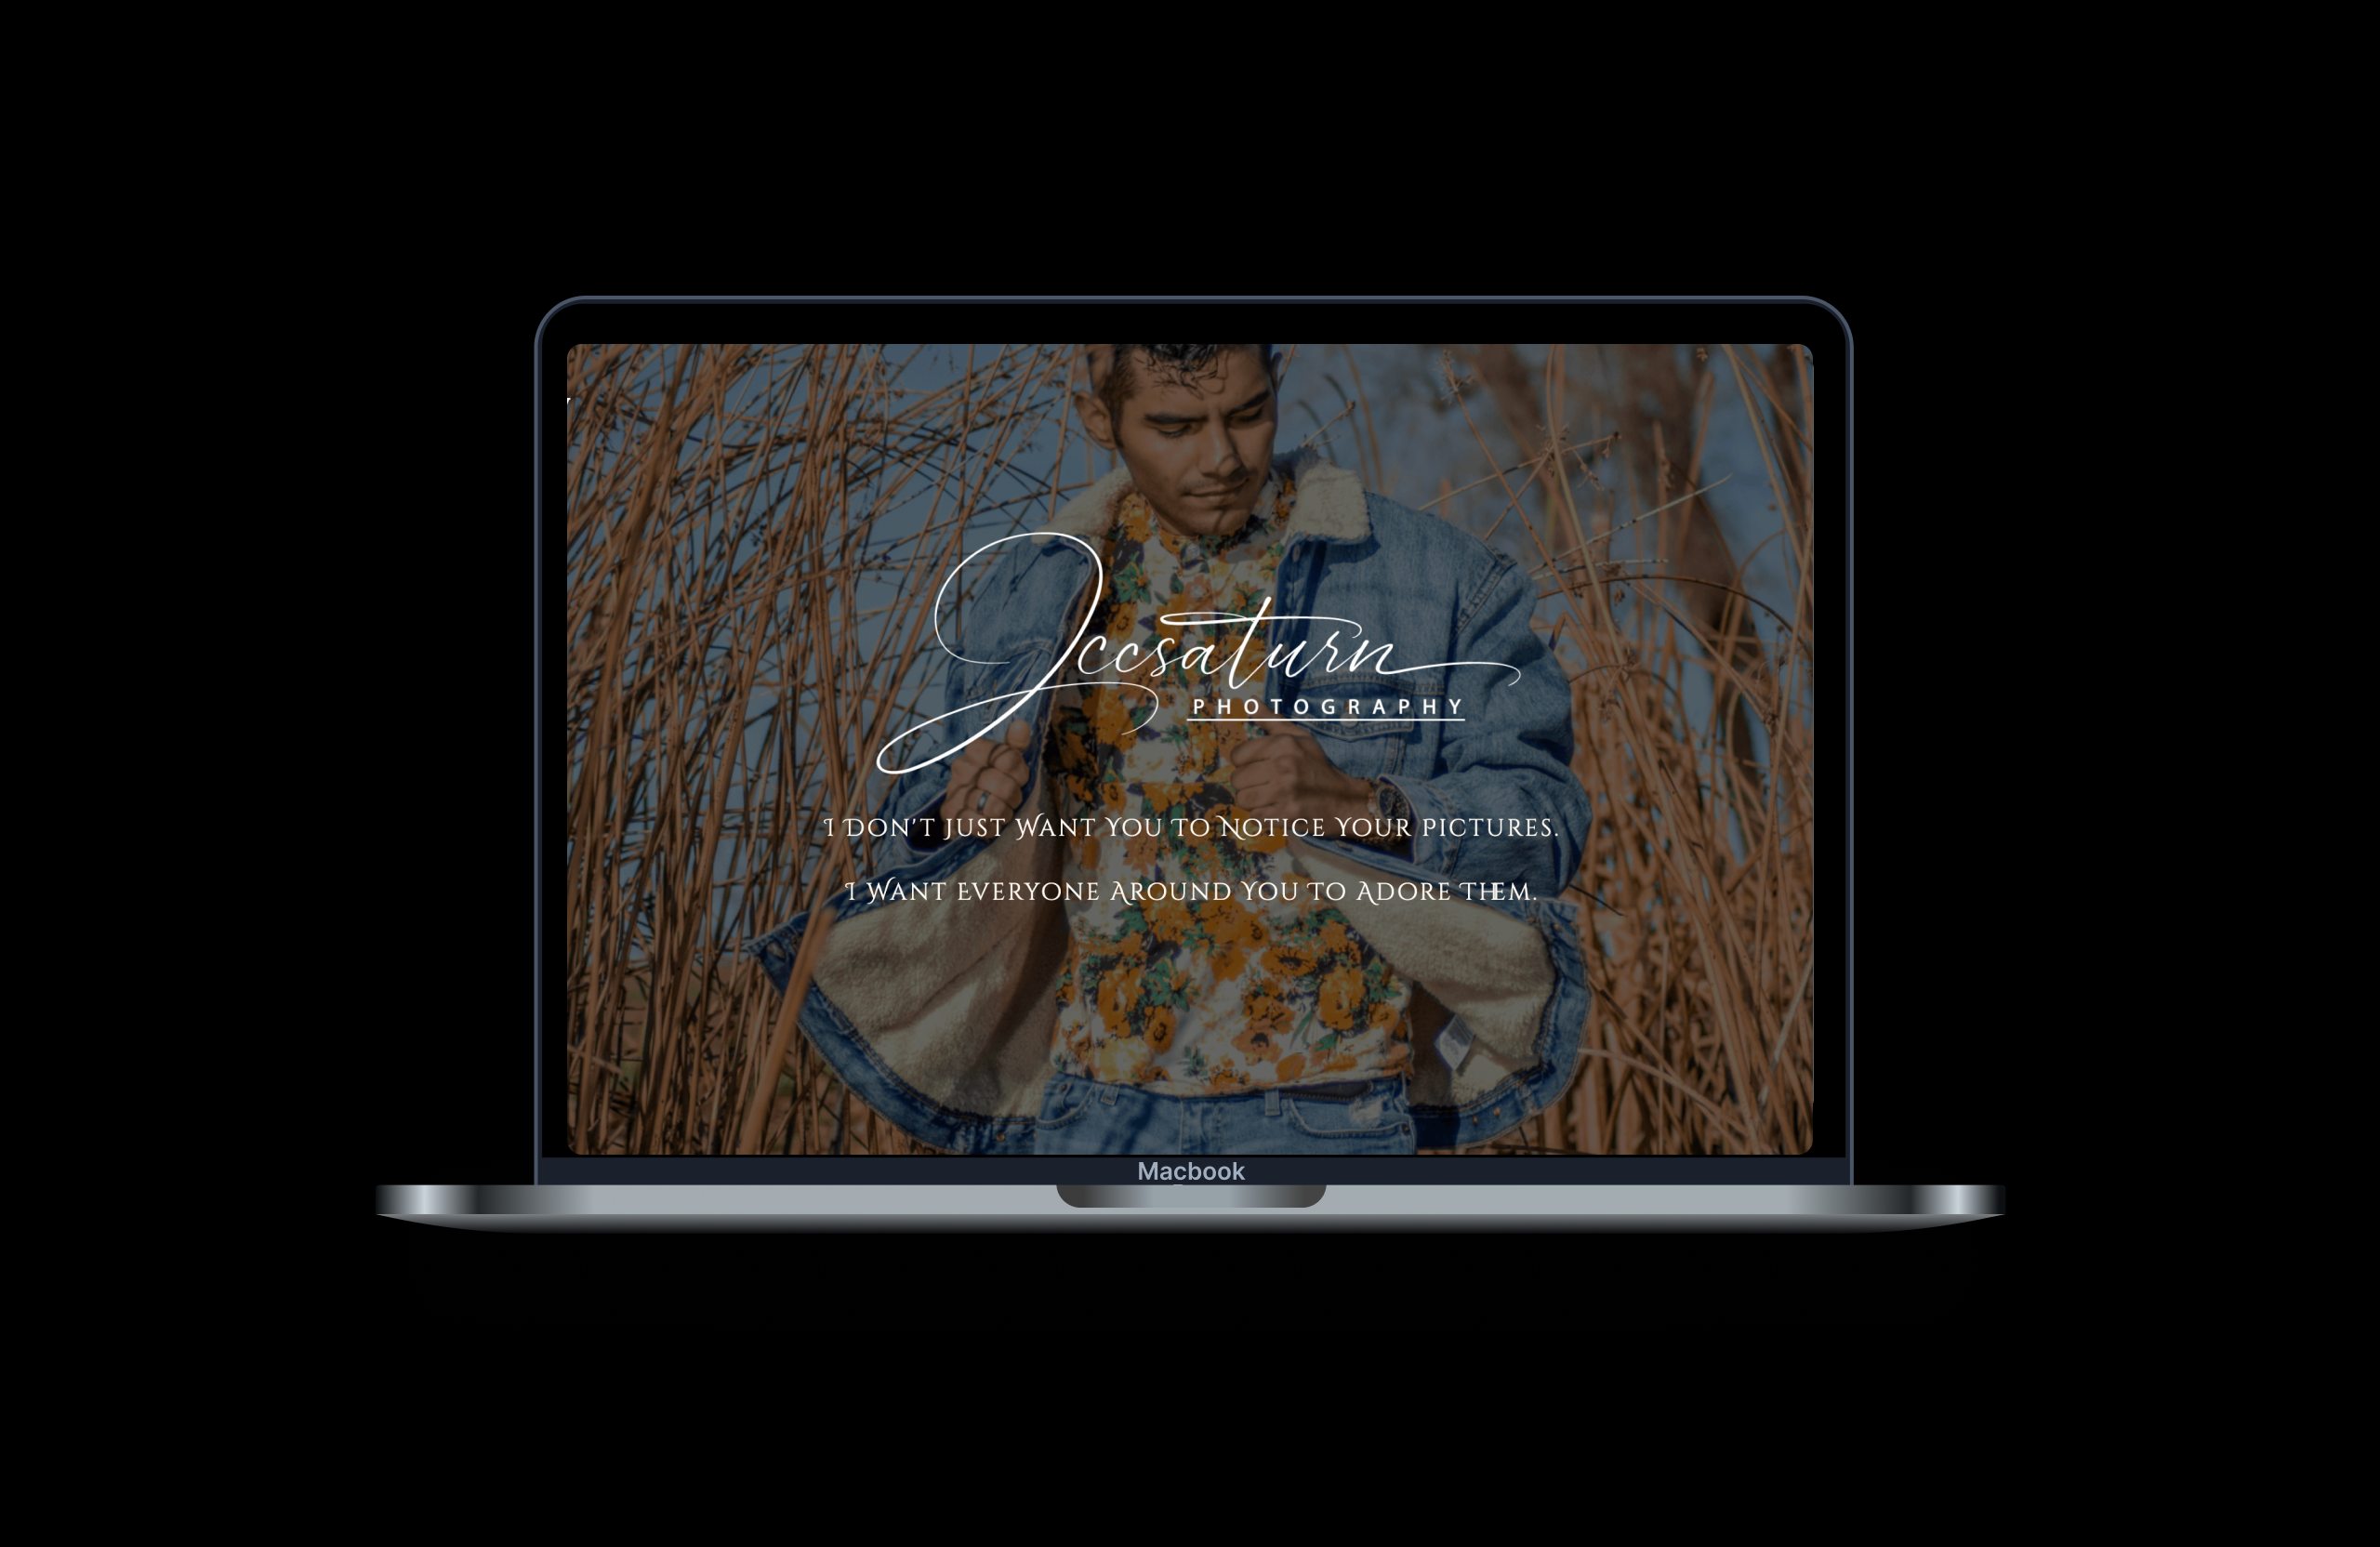 Jccsaturn
PHOTOGRAPHY
I DON'T JUST WANT YOU TO NOTICE YOUR PICTURES.
I WANT EVERYONE AROUND YOU TO ADORE THEM.
Macbook